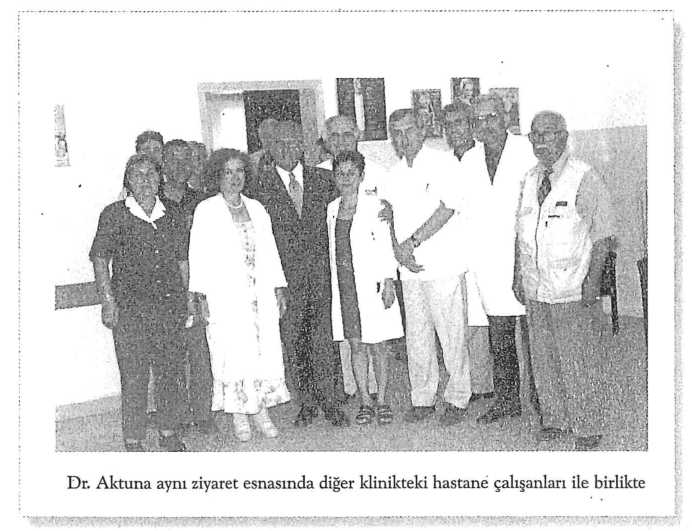 Dr. Aktuna aynı ziyaret esnasında diğer klinikteki hastane çalışanları ile birlikte